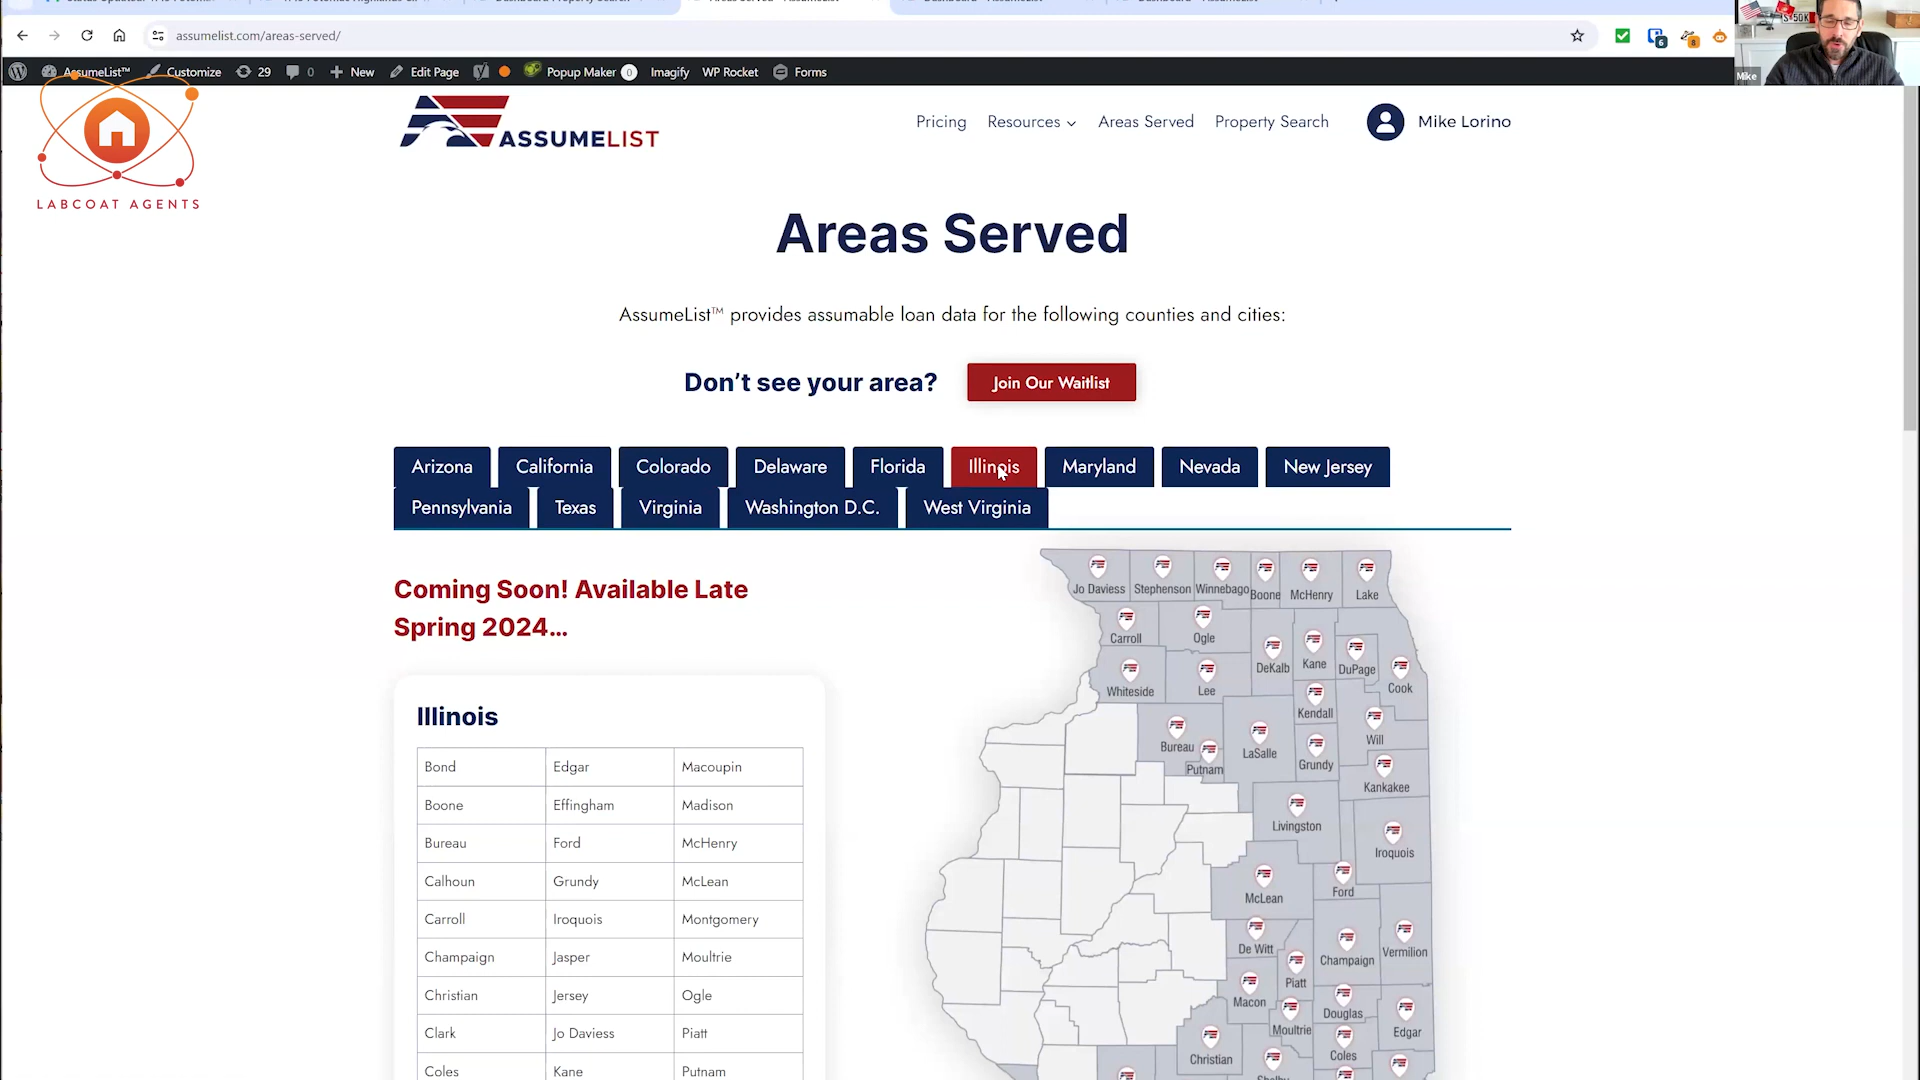 assumelist.com/areas-served/
AssumeList™ Customize 29 0 New Edit Page Popup Maker 0 Imagify WP Rocket Forms
6
8
S-50K
Mike
LABCOAT AGENTS
ASSUMELIST
Pricing Resources Areas Served Property Search Mike Lorino
Areas Served
AssumeList™ provides assumable loan data for the following counties and cities:
Don't see your area? Join Our Waitlist
Arizona California Colorado Delaware Florida Illinois Maryland Nevada New Jersey
Pennsylvania Texas Virginia Washington D.C. West Virginia
Coming Soon! Available Late
Spring 2024...
Illinois
Bond Edgar Macoupin
Boone Effingham Madison
Bureau Ford McHenry
Calhoun Grundy McLean
Carroll Iroquois Montgomery
Champaign Jasper Moultrie
Christian Jersey Ogle
Clark Jo Daviess Piatt
Coles Kane Putnam
Jo Daviess Stephenson Winnebago Boone McHenry Lake
Carroll Ogle
DeKalb Kane DuPage
Whiteside Lee Cook
Kendall
Bureau LaSalle Will
Putnam Grundy
Kankakee
Livingston
Iroquois
McLean Ford
De Witt Champaign Vermilion
Piatt
Macon Douglas
Moultrie Edgar
Christian Coles